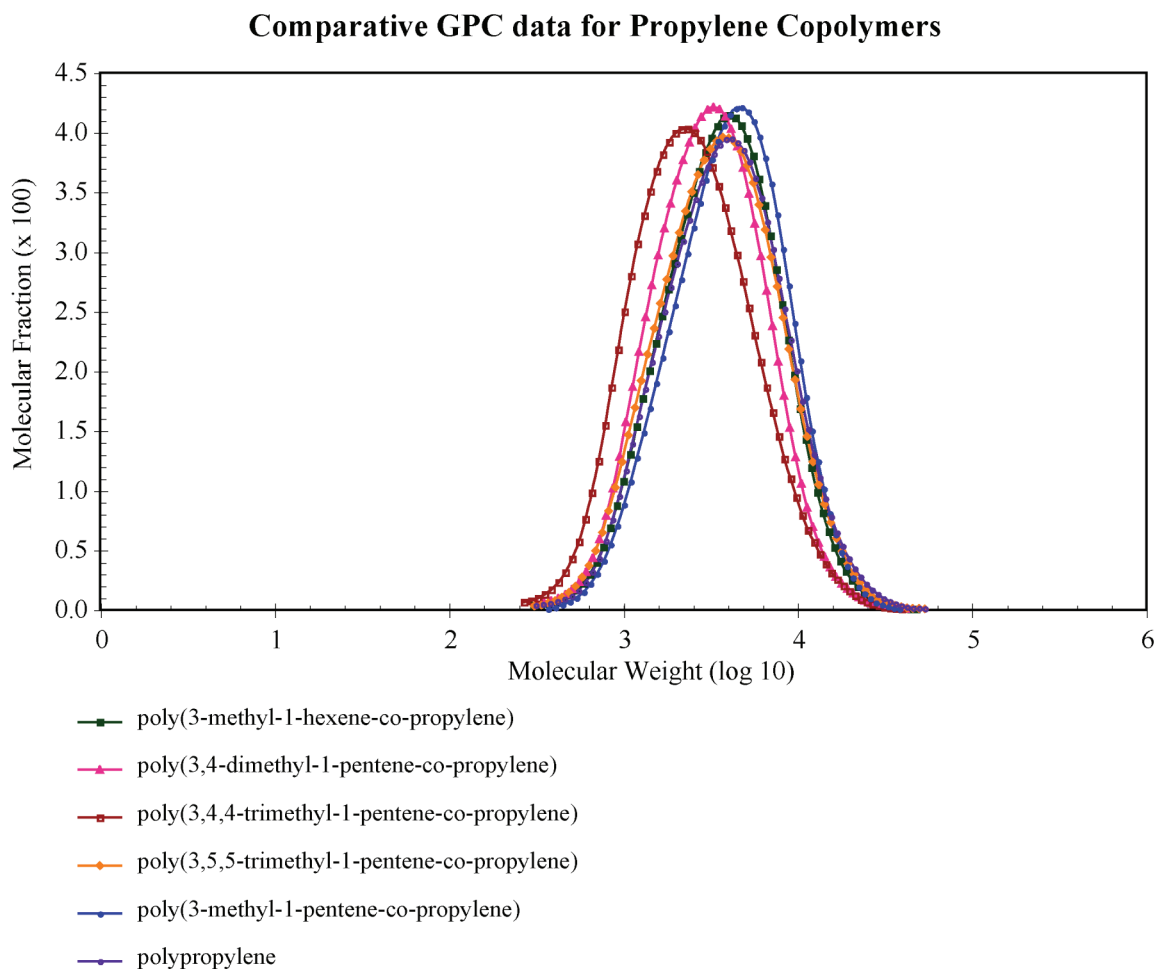 Comparative GPC data for Propylene Copolymers
Molecular Fraction (x 100)
4.5
4.0
3.5
3.0
2.5
2.0
1.5
1.0
0.5
0.0
0 1 2 3 4 5 6
Molecular Weight (log 10)
poly(3-methyl-1-hexene-co-propylene)
poly(3,4-dimethyl-1-pentene-co-propylene)
poly(3,4,4-trimethyl-1-pentene-co-propylene)
poly(3,5,5-trimethyl-1-pentene-co-propylene)
poly(3-methyl-1-pentene-co-propylene)
polypropylene